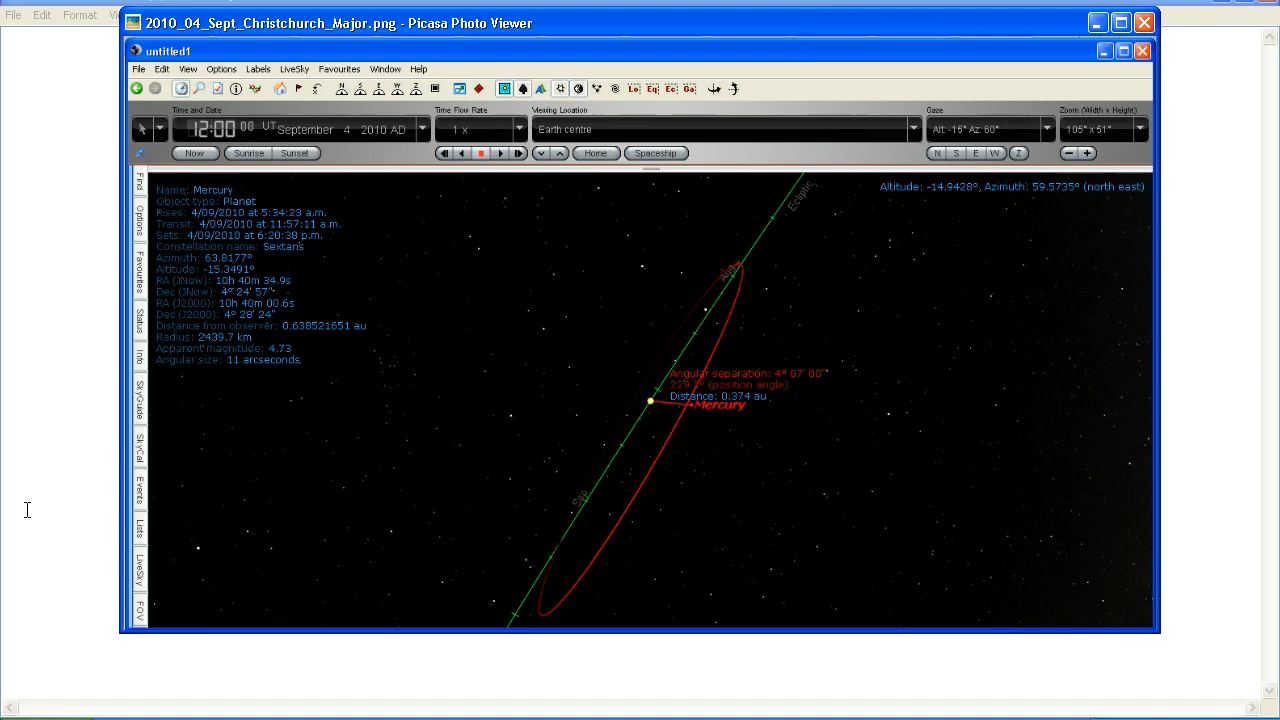 File Edit Format
2010_04_Sept_Christchurch_Major.png - Picasa Photo Viewer
untitled1
File Edit View Options Labels LiveSky Favourites Window Help
Lo Eq Ec Ga
Time and Date Time Flow Rate Viewing Location Gaze Zoom (Width x Height)
12:00 00 UT September 4 2010 AD 1 x Earth centre Alt: -15° Az: 60° 105° x 51°
Now Sunrise Sunset Home Spaceship N S E W Z
Find
Options
Favourites
Status
Info
SkyGuide
SkyCal
Events
Lists
LiveSky
FOV
Name: Mercury
Object type: Planet
Rises: 4/09/2010 at 5:34:23 a.m.
Transit: 4/09/2010 at 11:57:11 a.m.
Sets: 4/09/2010 at 6:20:38 p.m.
Constellation name: Sextans
Azimuth: 63.8177°
Altitude: -15.3491°
RA (JNow): 10h 40m 34.9s
Dec (JNow): 4° 24' 57"
RA (J2000): 10h 40m 00.6s
Dec (J2000): 4° 28' 24"
Distance from observer: 0.638521651 au
Radius: 2439.7 km
Apparent magnitude: 4.73
Angular size: 11 arcseconds
Altitude: -14.9428°, Azimuth: 59.5735° (north east)
Ecliptic
Angular separation: 4° 07' 00"
(position angle)
Distance: 0.374 au
Mercury
Sep